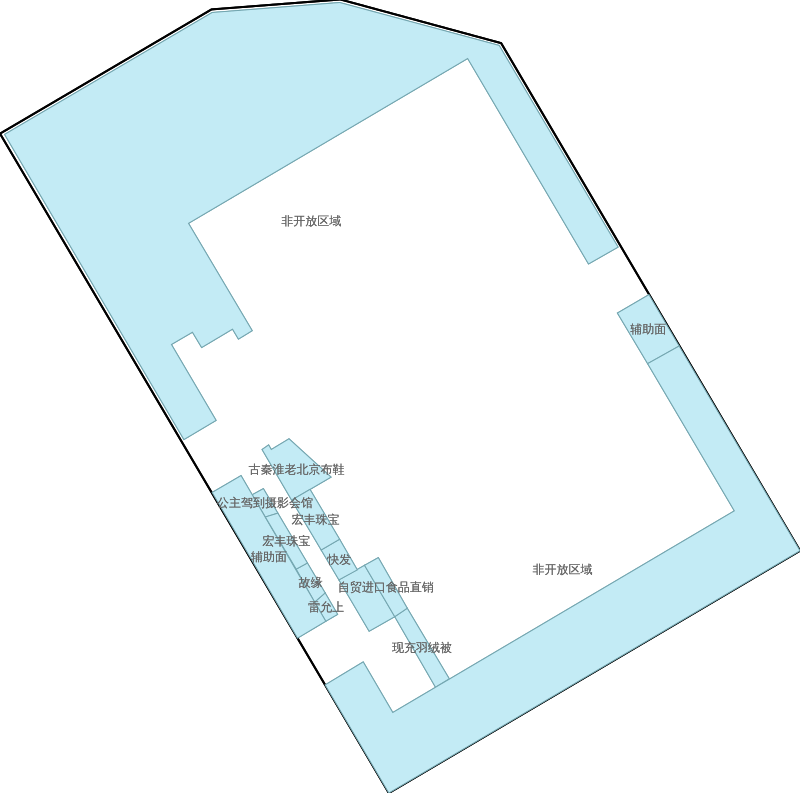 非开放区域
辅助面
古秦淮老北京布鞋
公主驾到摄影会馆
宏丰珠宝
宏丰珠宝
辅助面
快发
非开放区域
故缘
自贸进口食品直销
雷允上
现充羽绒被